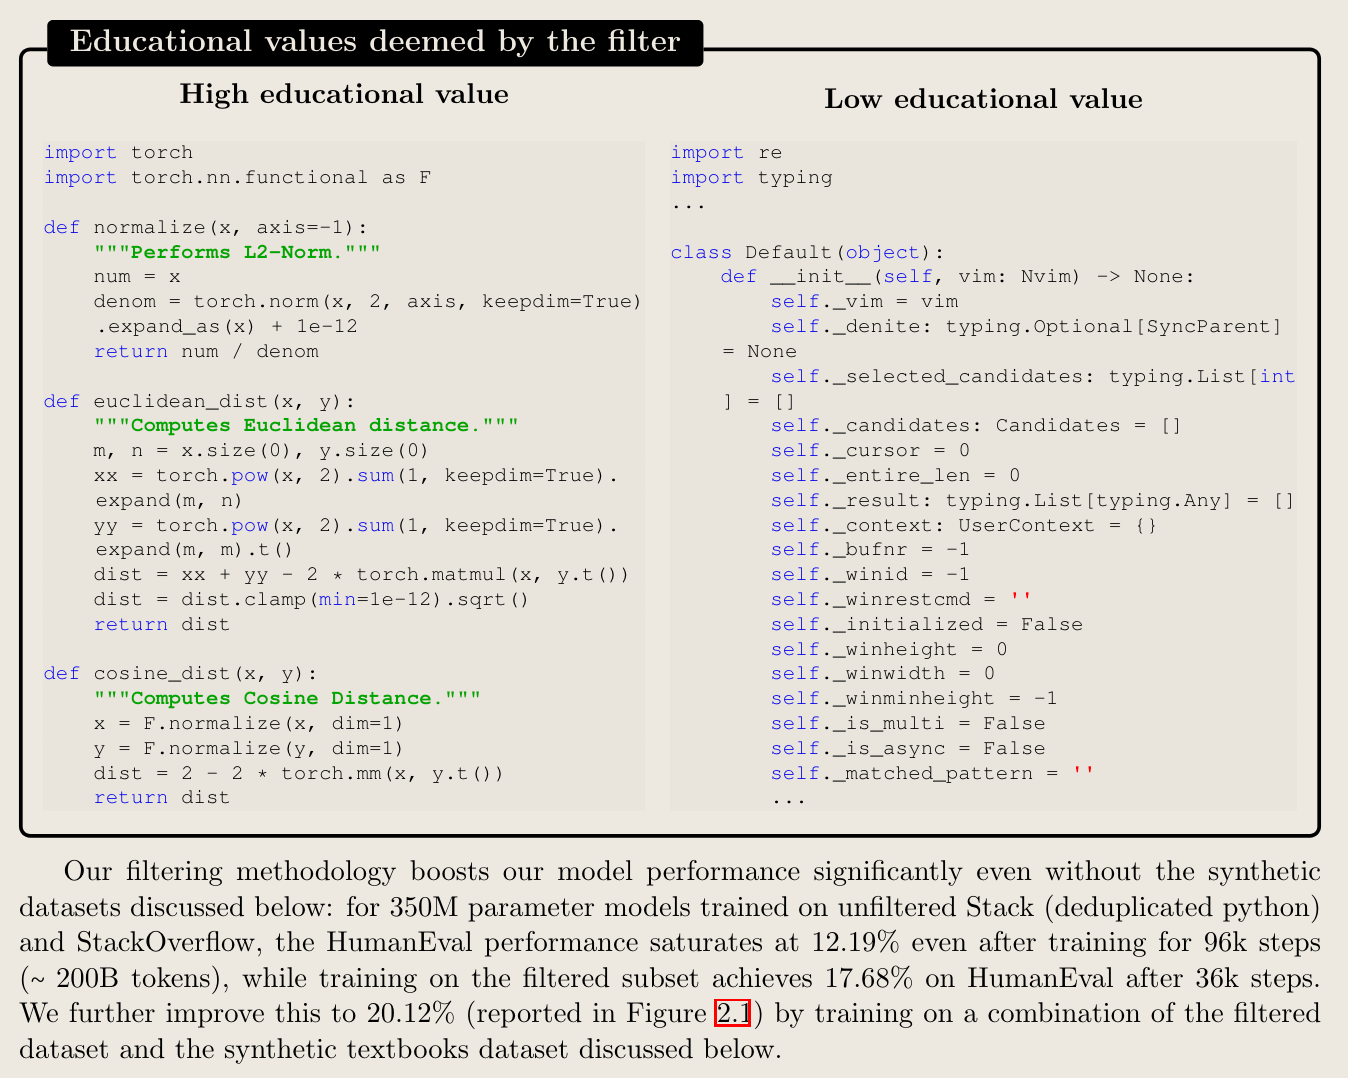 Educational values deemed by the filter
High educational value
import torch
import torch.nn.functional as F
def normalize(x, axis=-1):
"""Performs L2-Norm."""
num = x
denom = torch.norm(x, 2, axis, keepdim=True)
.expand_as(x) + 1e-12
return num / denom
def euclidean_dist(x, y):
"""Computes Euclidean distance."""
m, n = x.size(0), y.size(0)
xx = torch.pow(x, 2).sum(1, keepdim=True).
expand(m, n)
yy = torch.pow(x, 2).sum(1, keepdim=True).
expand(m, m).t()
dist = xx + yy - 2 * torch.matmul(x, y.t())
dist = dist.clamp(min=1e-12).sqrt()
return dist
def cosine_dist(x, y):
"""Computes Cosine Distance."""
x = F.normalize(x, dim=1)
y = F.normalize(y, dim=1)
dist = 2 - 2 * torch.mm(x, y.t())
return dist
Low educational value
import re
import typing
...
class Default(object):
def __init__(self, vim: Nvim) -> None:
self._vim = vim
self._denite: typing.Optional[SyncParent]
= None
self._selected_candidates: typing.List[int
] = []
self._candidates: Candidates = []
self._cursor = 0
self._entire_len = 0
self._result: typing.List[typing.Any] = []
self._context: UserContext = {}
self._bufnr = -1
self._winid = -1
self._winrestcmd = ''
self._initialized = False
self._winheight = 0
self._winwidth = 0
self._winminheight = -1
self._is_multi = False
self._is_async = False
self._matched_pattern = ''
...
Our filtering methodology boosts our model performance significantly even without the synthetic
datasets discussed below: for 350M parameter models trained on unfiltered Stack (deduplicated python)
and StackOverflow, the HumanEval performance saturates at 12.19% even after training for 96k steps
(~ 200B tokens), while training on the filtered subset achieves 17.68% on HumanEval after 36k steps.
We further improve this to 20.12% (reported in Figure 2.1) by training on a combination of the filtered
dataset and the synthetic textbooks dataset discussed below.